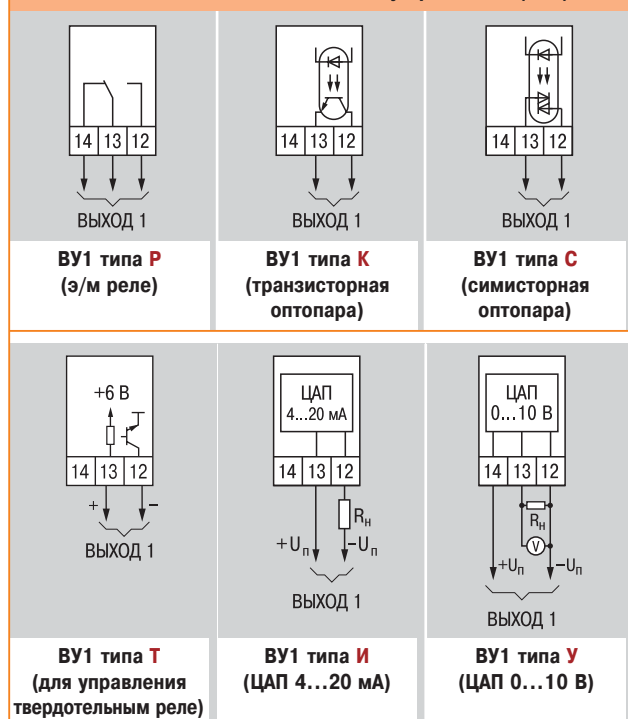 14 13 12
ВЫХОД 1
ВУ1 типа Р
(э/м реле)
14 13 12
ВЫХОД 1
ВУ1 типа К
(транзисторная
оптопара)
14 13 12
ВЫХОД 1
ВУ1 типа С
(симисторная
оптопара)
+6 В
14 13 12
+ –
ВЫХОД 1
ВУ1 типа Т
(для управления
твердотельным реле)
ЦАП
4...20 мА
14 13 12
Rн
+Uп –Uп
ВЫХОД 1
ВУ1 типа И
(ЦАП 4...20 мА)
ЦАП
0...10 В
14 13 12
Rн
V
+Uп –Uп
ВЫХОД 1
ВУ1 типа У
(ЦАП 0...10 В)